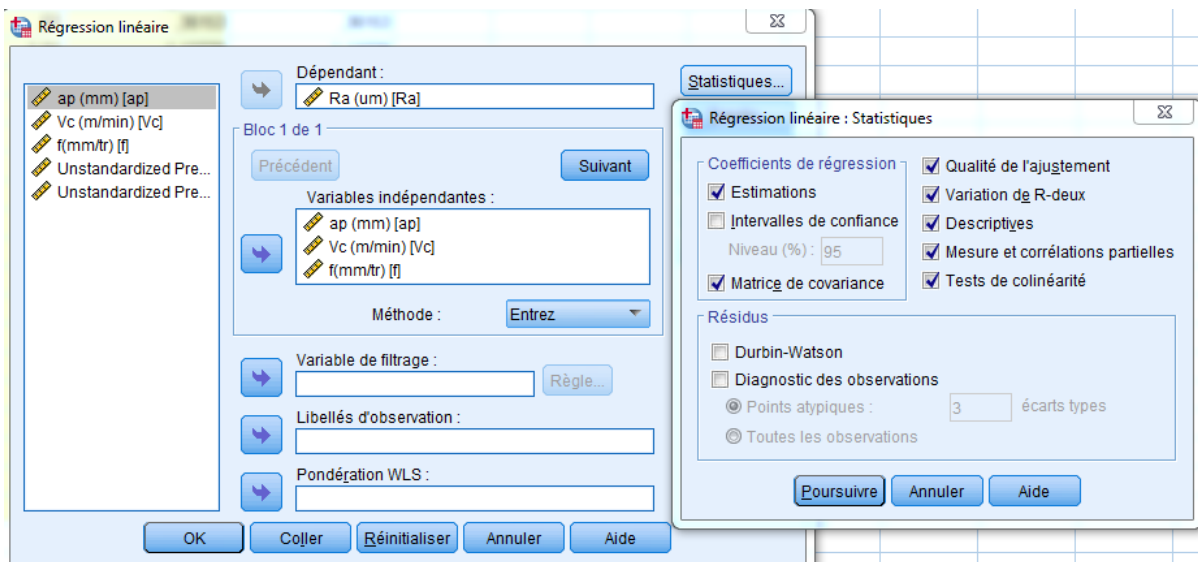 Régression linéaire
ap (mm) [ap]
Vc (m/min) [Vc]
f(mm/tr) [f]
Unstandardized Pre...
Unstandardized Pre...
Dépendant :
Ra (um) [Ra]
Statistiques...
Bloc 1 de 1
Précédent
Suivant
Variables indépendantes :
ap (mm) [ap]
Vc (m/min) [Vc]
f(mm/tr) [f]
Méthode :
Entrez
Variable de filtrage :
Règle...
Libellés d'observation :
Pondération WLS :
OK
Coller
Réinitialiser
Annuler
Aide
Régression linéaire : Statistiques
Coefficients de régression
Estimations
Intervalles de confiance
Niveau (%) : 95
Matrice de covariance
Qualité de l'ajustement
Variation de R-deux
Descriptives
Mesure et corrélations partielles
Tests de colinéarité
Résidus
Durbin-Watson
Diagnostic des observations
Points atypiques : 3 écarts types
Toutes les observations
Poursuivre
Annuler
Aide